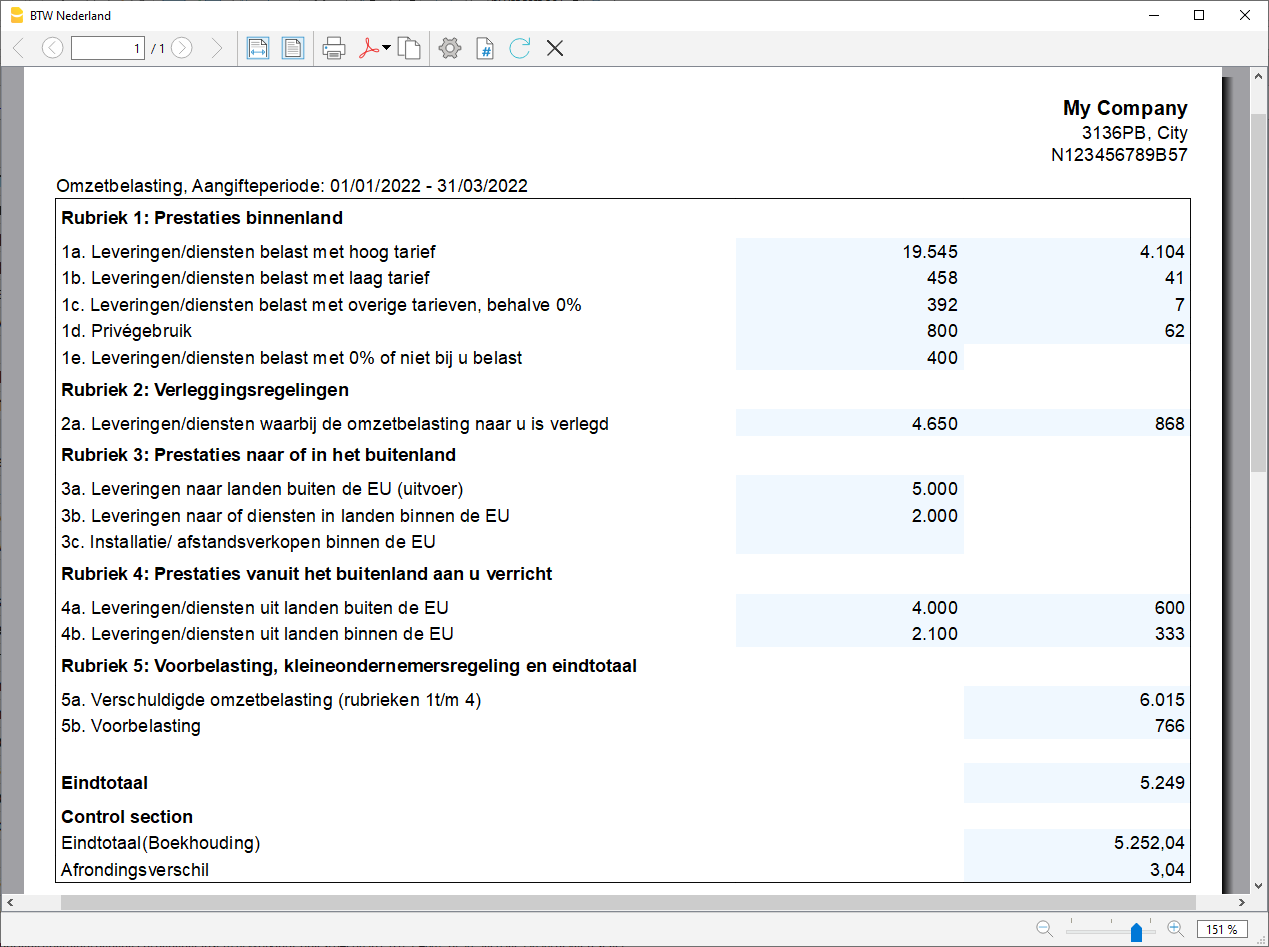 BTW Nederland
1 / 1
My Company
3136PB, City
N123456789B57
Omzetbelasting, Aangifteperiode: 01/01/2022 - 31/03/2022
Rubriek 1: Prestaties binnenland
1a. Leveringen/diensten belast met hoog tarief 19.545 4.104
1b. Leveringen/diensten belast met laag tarief 458 41
1c. Leveringen/diensten belast met overige tarieven, behalve 0% 392 7
1d. Privégebruik 800 62
1e. Leveringen/diensten belast met 0% of niet bij u belast 400
Rubriek 2: Verleggingsregelingen
2a. Leveringen/diensten waarbij de omzetbelasting naar u is verlegd 4.650 868
Rubriek 3: Prestaties naar of in het buitenland
3a. Leveringen naar landen buiten de EU (uitvoer) 5.000
3b. Leveringen naar of diensten in landen binnen de EU 2.000
3c. Installatie/ afstandsverkopen binnen de EU
Rubriek 4: Prestaties vanuit het buitenland aan u verricht
4a. Leveringen/diensten uit landen buiten de EU 4.000 600
4b. Leveringen/diensten uit landen binnen de EU 2.100 333
Rubriek 5: Voorbelasting, kleineondernemersregeling en eindtotaal
5a. Verschuldigde omzetbelasting (rubrieken 1t/m 4) 6.015
5b. Voorbelasting 766
Eindtotaal 5.249
Control section
Eindtotaal(Boekhouding) 5.252,04
Afrondingsverschil 3,04
151 %